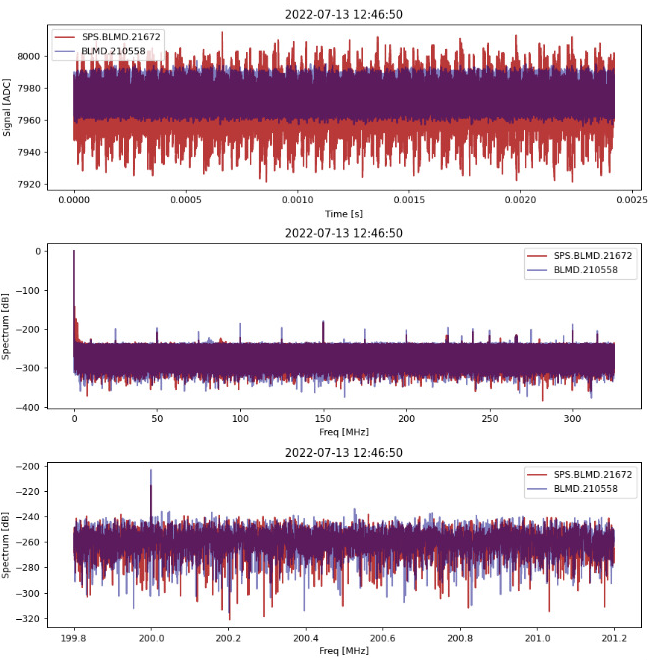 2022-07-13 12:46:50
SPS.BLMD.21672
BLMD.210558
Signal [ADC]
8000
7980
7960
7940
7920
0.0000 0.0005 0.0010 0.0015 0.0020 0.0025
Time [s]
2022-07-13 12:46:50
SPS.BLMD.21672
BLMD.210558
Spectrum [dB]
0
−100
−200
−300
−400
0 50 100 150 200 250 300
Freq [MHz]
2022-07-13 12:46:50
SPS.BLMD.21672
BLMD.210558
Spectrum [dB]
−200
−220
−240
−260
−280
−300
−320
199.8 200.0 200.2 200.4 200.6 200.8 201.0 201.2
Freq [MHz]